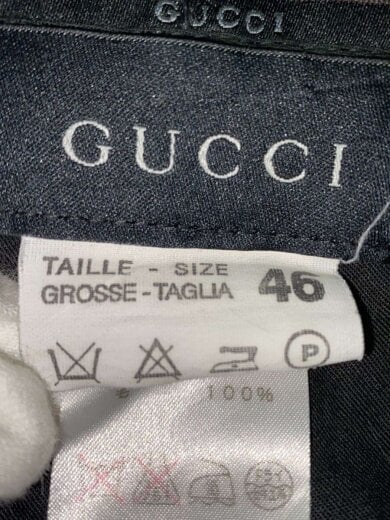 GUCCI
GUCCI
TAILLE - SIZE
GROSSE-TAGLIA 46
P
100%